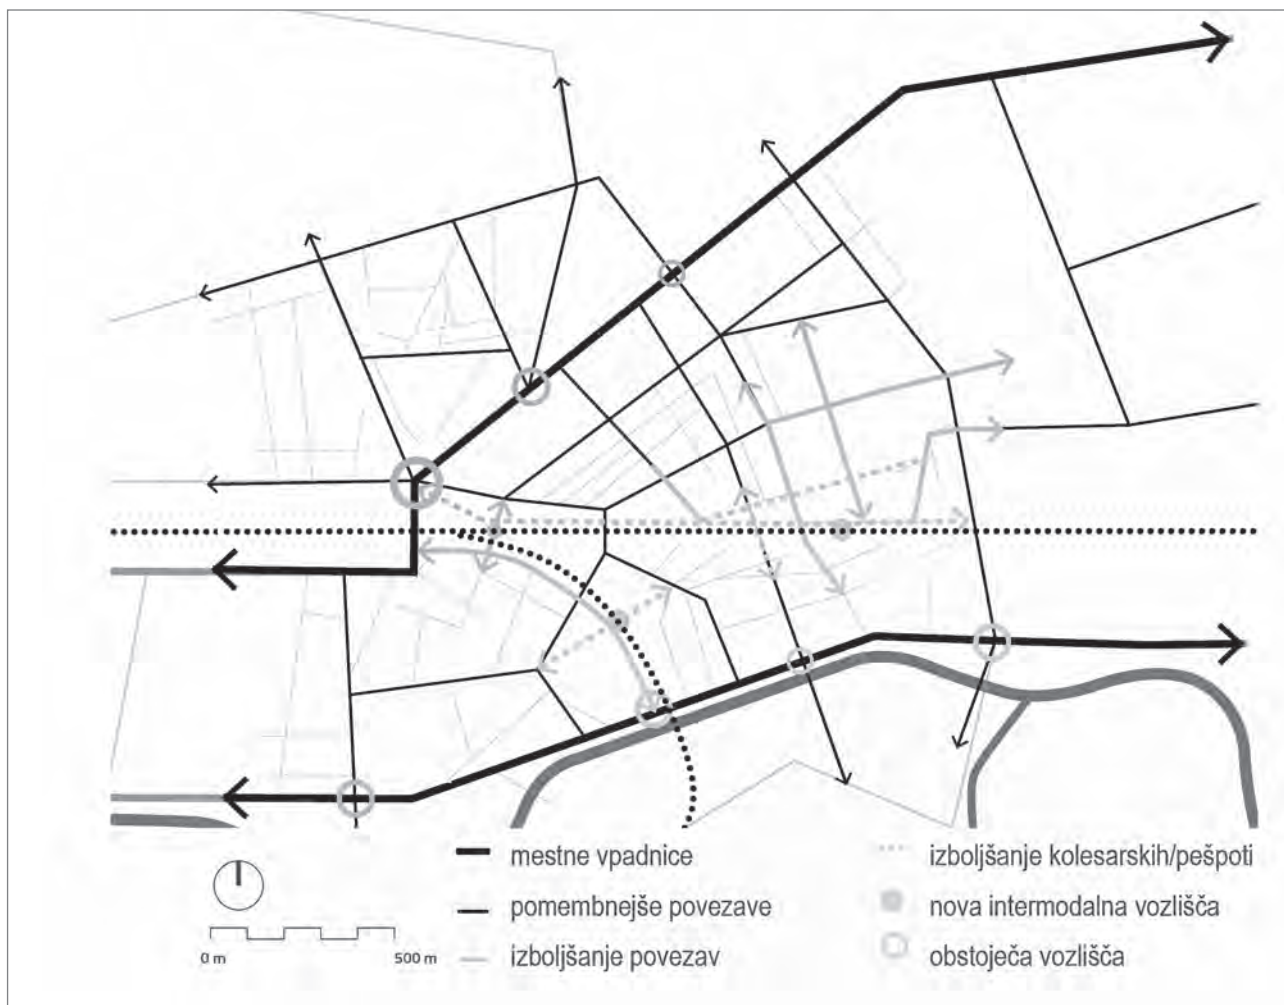 mestne vpadnice
pomembnejše povezave
izboljšanje povezav
izboljšanje kolesarskih/pešpoti
nova intermodalna vozlišča
obstoječa vozlišča
0 m 500 m